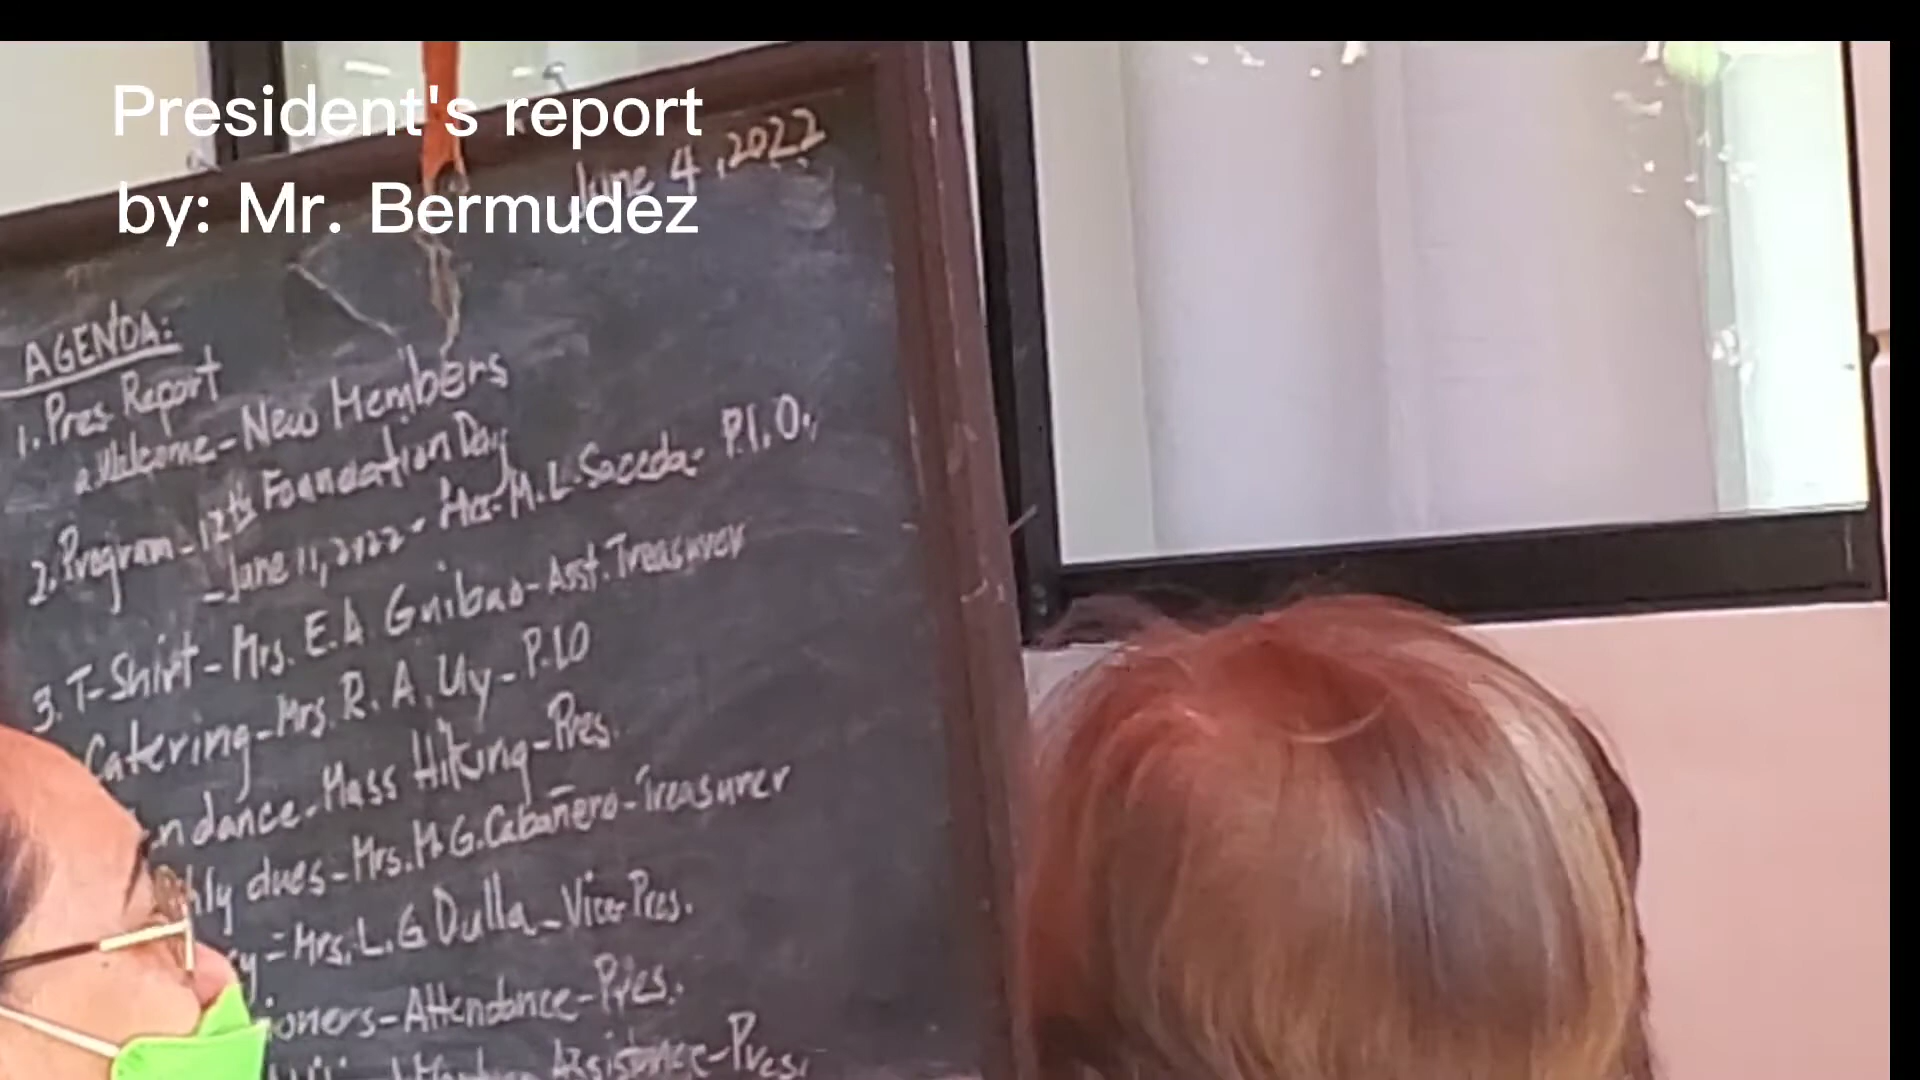 President's report
by: Mr. Bermudez
June 4, 2022
AGENDA:
1. Pres Report
a. Welcome - New Members
2. Program - 12th Foundation Day
- June 11, 2022 - Mrs. M. L. Saceda - P.I.O.
3. T-Shirt - Mrs. E. A Guibao - Asst. Treasurer
Catering - Mrs. R. A. Uy - P.I.O
ndance - Mass Hiking - Pres.
hly dues - Mrs. M G. Cabañero - Treasurer
y = Mrs. L. G Dulla - Vice Pres.
ioners - Attendance - Pres.
Assistance - Pres.